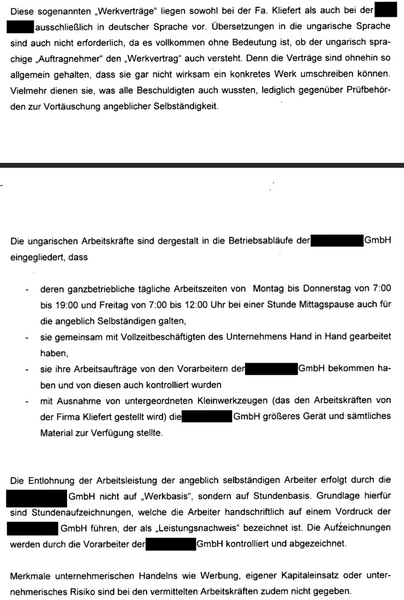 Diese sogenannten „Werkverträge" liegen sowohl bei der Fa. Kliefert als auch bei der
ausschließlich in deutscher Sprache vor. Übersetzungen in die ungarische Sprache
sind auch nicht erforderlich, da es vollkommen ohne Bedeutung ist, ob der ungarisch spra-
chige „Auftragnehmer" den „Werkvertrag" auch versteht. Denn die Verträge sind ohnehin so
allgemein gehalten, dass sie gar nicht wirksam ein konkretes Werk umschreiben können.
Vielmehr dienen sie, was alle Beschuldigten auch wussten, lediglich gegenüber Prüfbehör-
den zur Vortäuschung angeblicher Selbständigkeit.
Die ungarischen Arbeitskräfte sind dergestalt in die Betriebsabläufe der GmbH
eingegliedert, dass
- deren ganzbetriebliche tägliche Arbeitszeiten von Montag bis Donnerstag von 7:00
bis 19:00 und Freitag von 7:00 bis 12:00 Uhr bei einer Stunde Mittagspause auch für
die angeblich Selbständigen galten,
- sie gemeinsam mit Vollzeitbeschäftigten des Unternehmens Hand in Hand gearbeitet
haben,
- sie ihre Arbeitsaufträge von den Vorarbeitern der GmbH bekommen ha-
ben und von diesen auch kontrolliert wurden
- mit Ausnahme von untergeordneten Kleinwerkzeugen (das den Arbeitskräften von
der Firma Kliefert gestellt wird) die GmbH größeres Gerät und sämtliches
Material zur Verfügung stellte.
Die Entlohnung der Arbeitsleistung der angeblich selbständigen Arbeiter erfolgt durch die
GmbH nicht auf „Werkbasis", sondern auf Stundenbasis. Grundlage hierfür
sind Stundenaufzeichnungen, welche die Arbeiter handschriftlich auf einem Vordruck der
GmbH führen, der als „Leistungsnachweis" bezeichnet ist. Die Aufzeichnungen
werden durch die Vorarbeiter der GmbH kontrolliert und abgezeichnet.
Merkmale unternehmerischen Handelns wie Werbung, eigener Kapitaleinsatz oder unter-
nehmerisches Risiko sind bei den vermittelten Arbeitskräften zudem nicht gegeben.